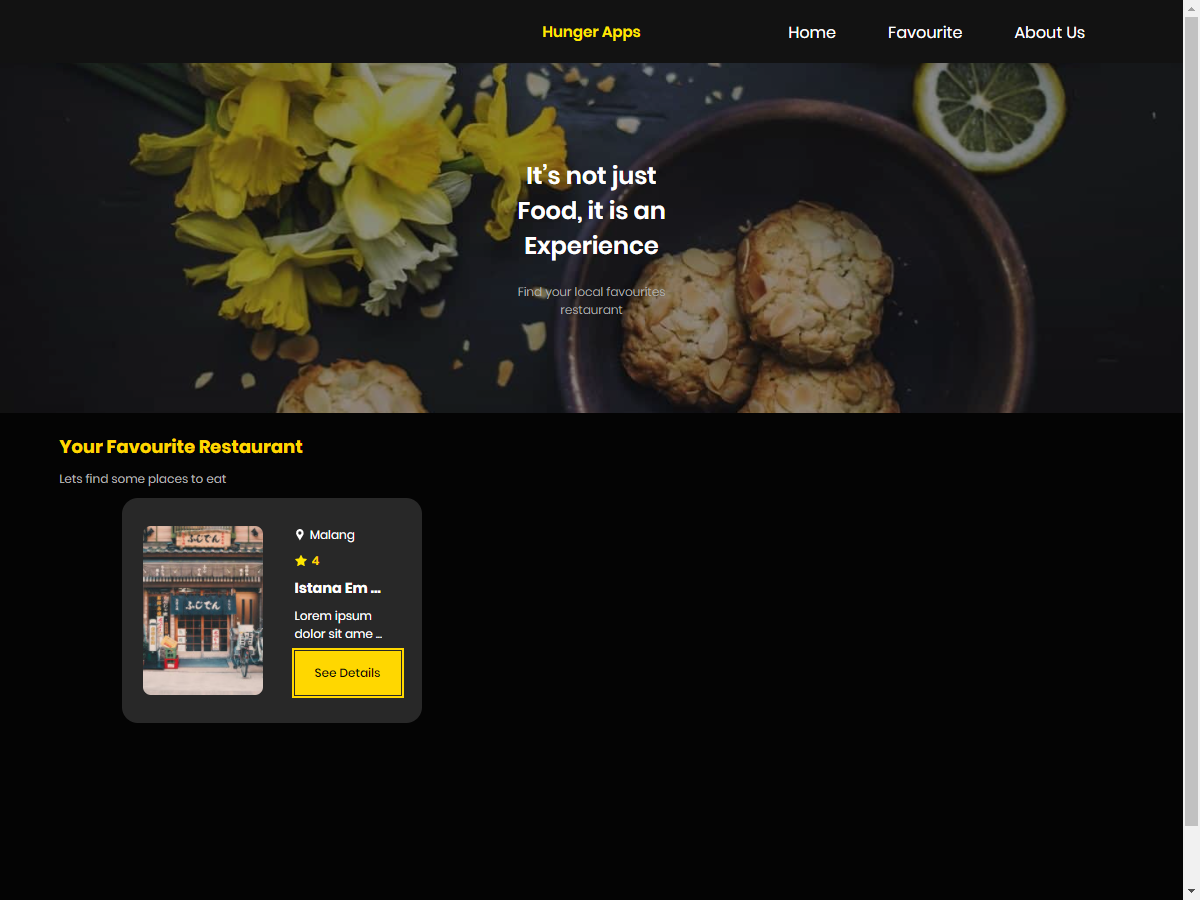 Hunger Apps
Home
Favourite
About Us
It's not just
Food, it is an
Experience
Find your local favourites
restaurant
Your Favourite Restaurant
Lets find some places to eat
Malang
4
Istana Em ...
Lorem ipsum
dolor sit ame ...
See Details
ふじでん